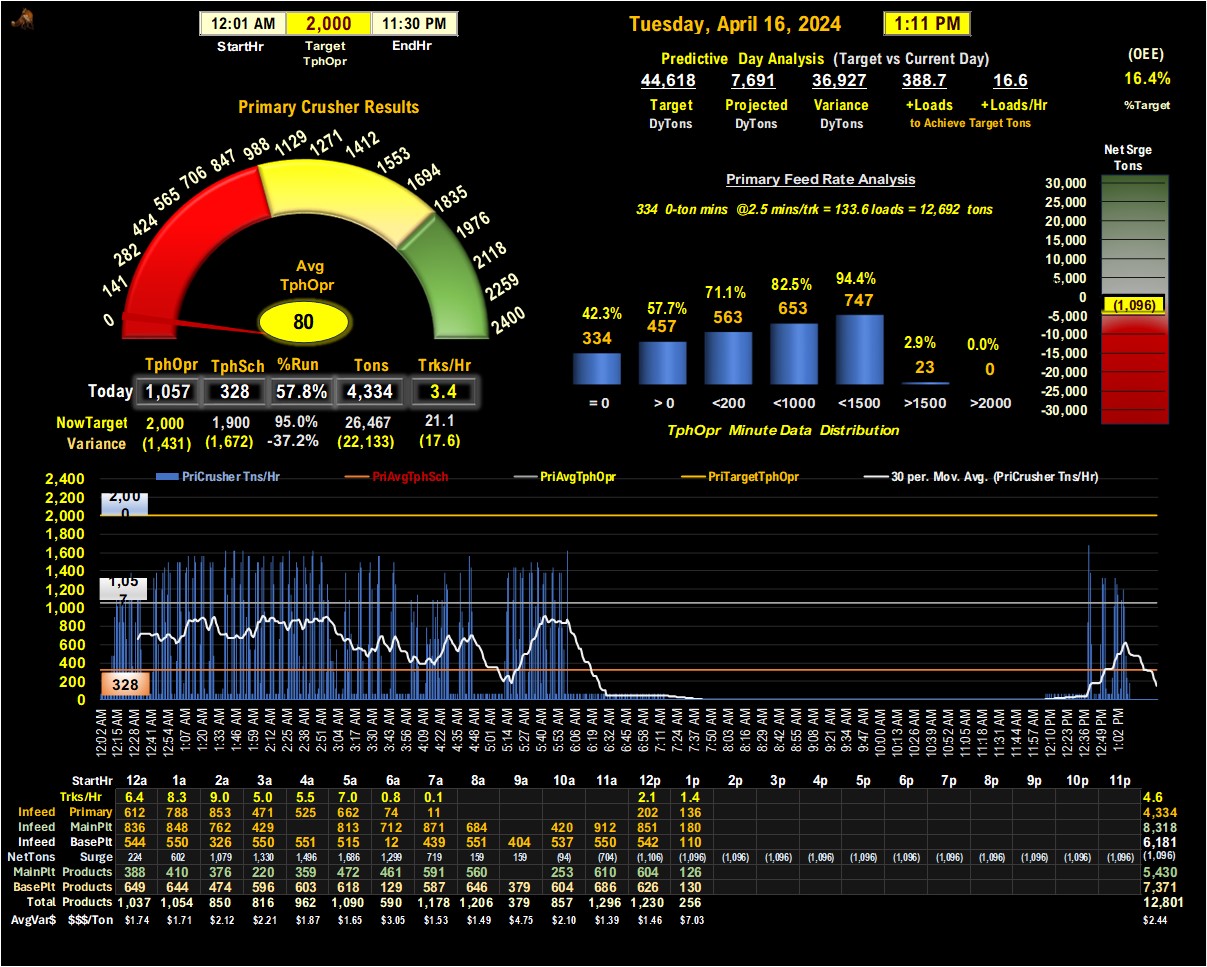 12:01 AM 2,000 11:30 PM
StartHr Target TphOpr EndHr
Tuesday, April 16, 2024 1:11 PM
Predictive Day Analysis (Target vs Current Day)
44,618 7,691 36,927 388.7 16.6
Target Projected Variance +Loads +Loads/Hr
DyTons DyTons DyTons to Achieve Target Tons
(OEE)
16.4%
%Target
Primary Crusher Results
0 141 282 424 565 706 847 988 1129 1271 1412 1553 1694 1835 1976 2118 2259 2400
Avg
TphOpr
80
TphOpr TphSch %Run Tons Trks/Hr
Today 1,057 328 57.8% 4,334 3.4
NowTarget 2,000 1,900 95.0% 26,467 21.1
Variance (1,431) (1,672) -37.2% (22,133) (17.6)
Primary Feed Rate Analysis
334 0-ton mins @2.5 mins/trk = 133.6 loads = 12,692 tons
42.3% 57.7% 71.1% 82.5% 94.4% 2.9% 0.0%
334 457 563 653 747 23 0
= 0 > 0 <200 <1000 <1500 >1500 >2000
TphOpr Minute Data Distribution
Net Srge
Tons
30,000
25,000
20,000
15,000
10,000
5,000
0
(1,096)
-5,000
-10,000
-15,000
-20,000
-25,000
-30,000
PriCrusher Tns/Hr PriAvgTphSch PriAvgTphOpr PriTargetTphOpr 30 per. Mov. Avg. (PriCrusher Tns/Hr)
2,400
2,200
2,000
1,800
1,600
1,400
1,200
1,000
800
600
400
200
0
2,00
0
1,05
7
328
12:02 AM 12:15 AM 12:28 AM 12:41 AM 12:54 AM 1:07 AM 1:20 AM 1:33 AM 1:46 AM 1:59 AM 2:12 AM 2:25 AM 2:38 AM 2:51 AM 3:04 AM 3:17 AM 3:30 AM 3:43 AM 3:56 AM 4:09 AM 4:22 AM 4:35 AM 4:48 AM 5:01 AM 5:14 AM 5:27 AM 5:40 AM 5:53 AM 6:06 AM 6:19 AM 6:32 AM 6:45 AM 6:58 AM 7:11 AM 7:24 AM 7:37 AM 7:50 AM 8:03 AM 8:16 AM 8:29 AM 8:42 AM 8:55 AM 9:08 AM 9:21 AM 9:34 AM 9:47 AM 10:00 AM 10:13 AM 10:26 AM 10:39 AM 10:52 AM 11:05 AM 11:18 AM 11:31 AM 11:44 AM 11:57 AM 12:10 PM 12:23 PM 12:36 PM 12:49 PM 1:02 PM
StartHr 12a 1a 2a 3a 4a 5a 6a 7a 8a 9a 10a 11a 12p 1p 2p 3p 4p 5p 6p 7p 8p 9p 10p 11p
Trks/Hr 6.4 8.3 9.0 5.0 5.5 7.0 0.8 0.1 2.1 1.4 4.6
Infeed Primary 612 788 853 471 525 662 74 11 202 136 4,334
Infeed MainPlt 836 848 762 429 813 712 871 684 420 912 851 180 8,318
Infeed BasePlt 544 550 326 550 551 515 12 439 551 404 537 550 542 110 6,181
NetTons Surge 224 602 1,079 1,330 1,496 1,686 1,299 719 159 159 (94) (704) (1,106) (1,096) (1,096) (1,096) (1,096) (1,096) (1,096) (1,096) (1,096) (1,096) (1,096) (1,096) (1,096)
MainPlt Products 388 410 376 220 359 472 461 591 560 253 610 604 126 5,430
BasePlt Products 649 644 474 596 603 618 129 587 646 379 604 686 626 130 7,371
Total Products 1,037 1,054 850 816 962 1,090 590 1,178 1,206 379 857 1,296 1,230 256 12,801
AvgVar$ $$$/Ton $1.74 $1.71 $2.12 $2.21 $1.87 $1.65 $3.05 $1.53 $1.49 $4.75 $2.10 $1.39 $1.46 $7.03 $2.44